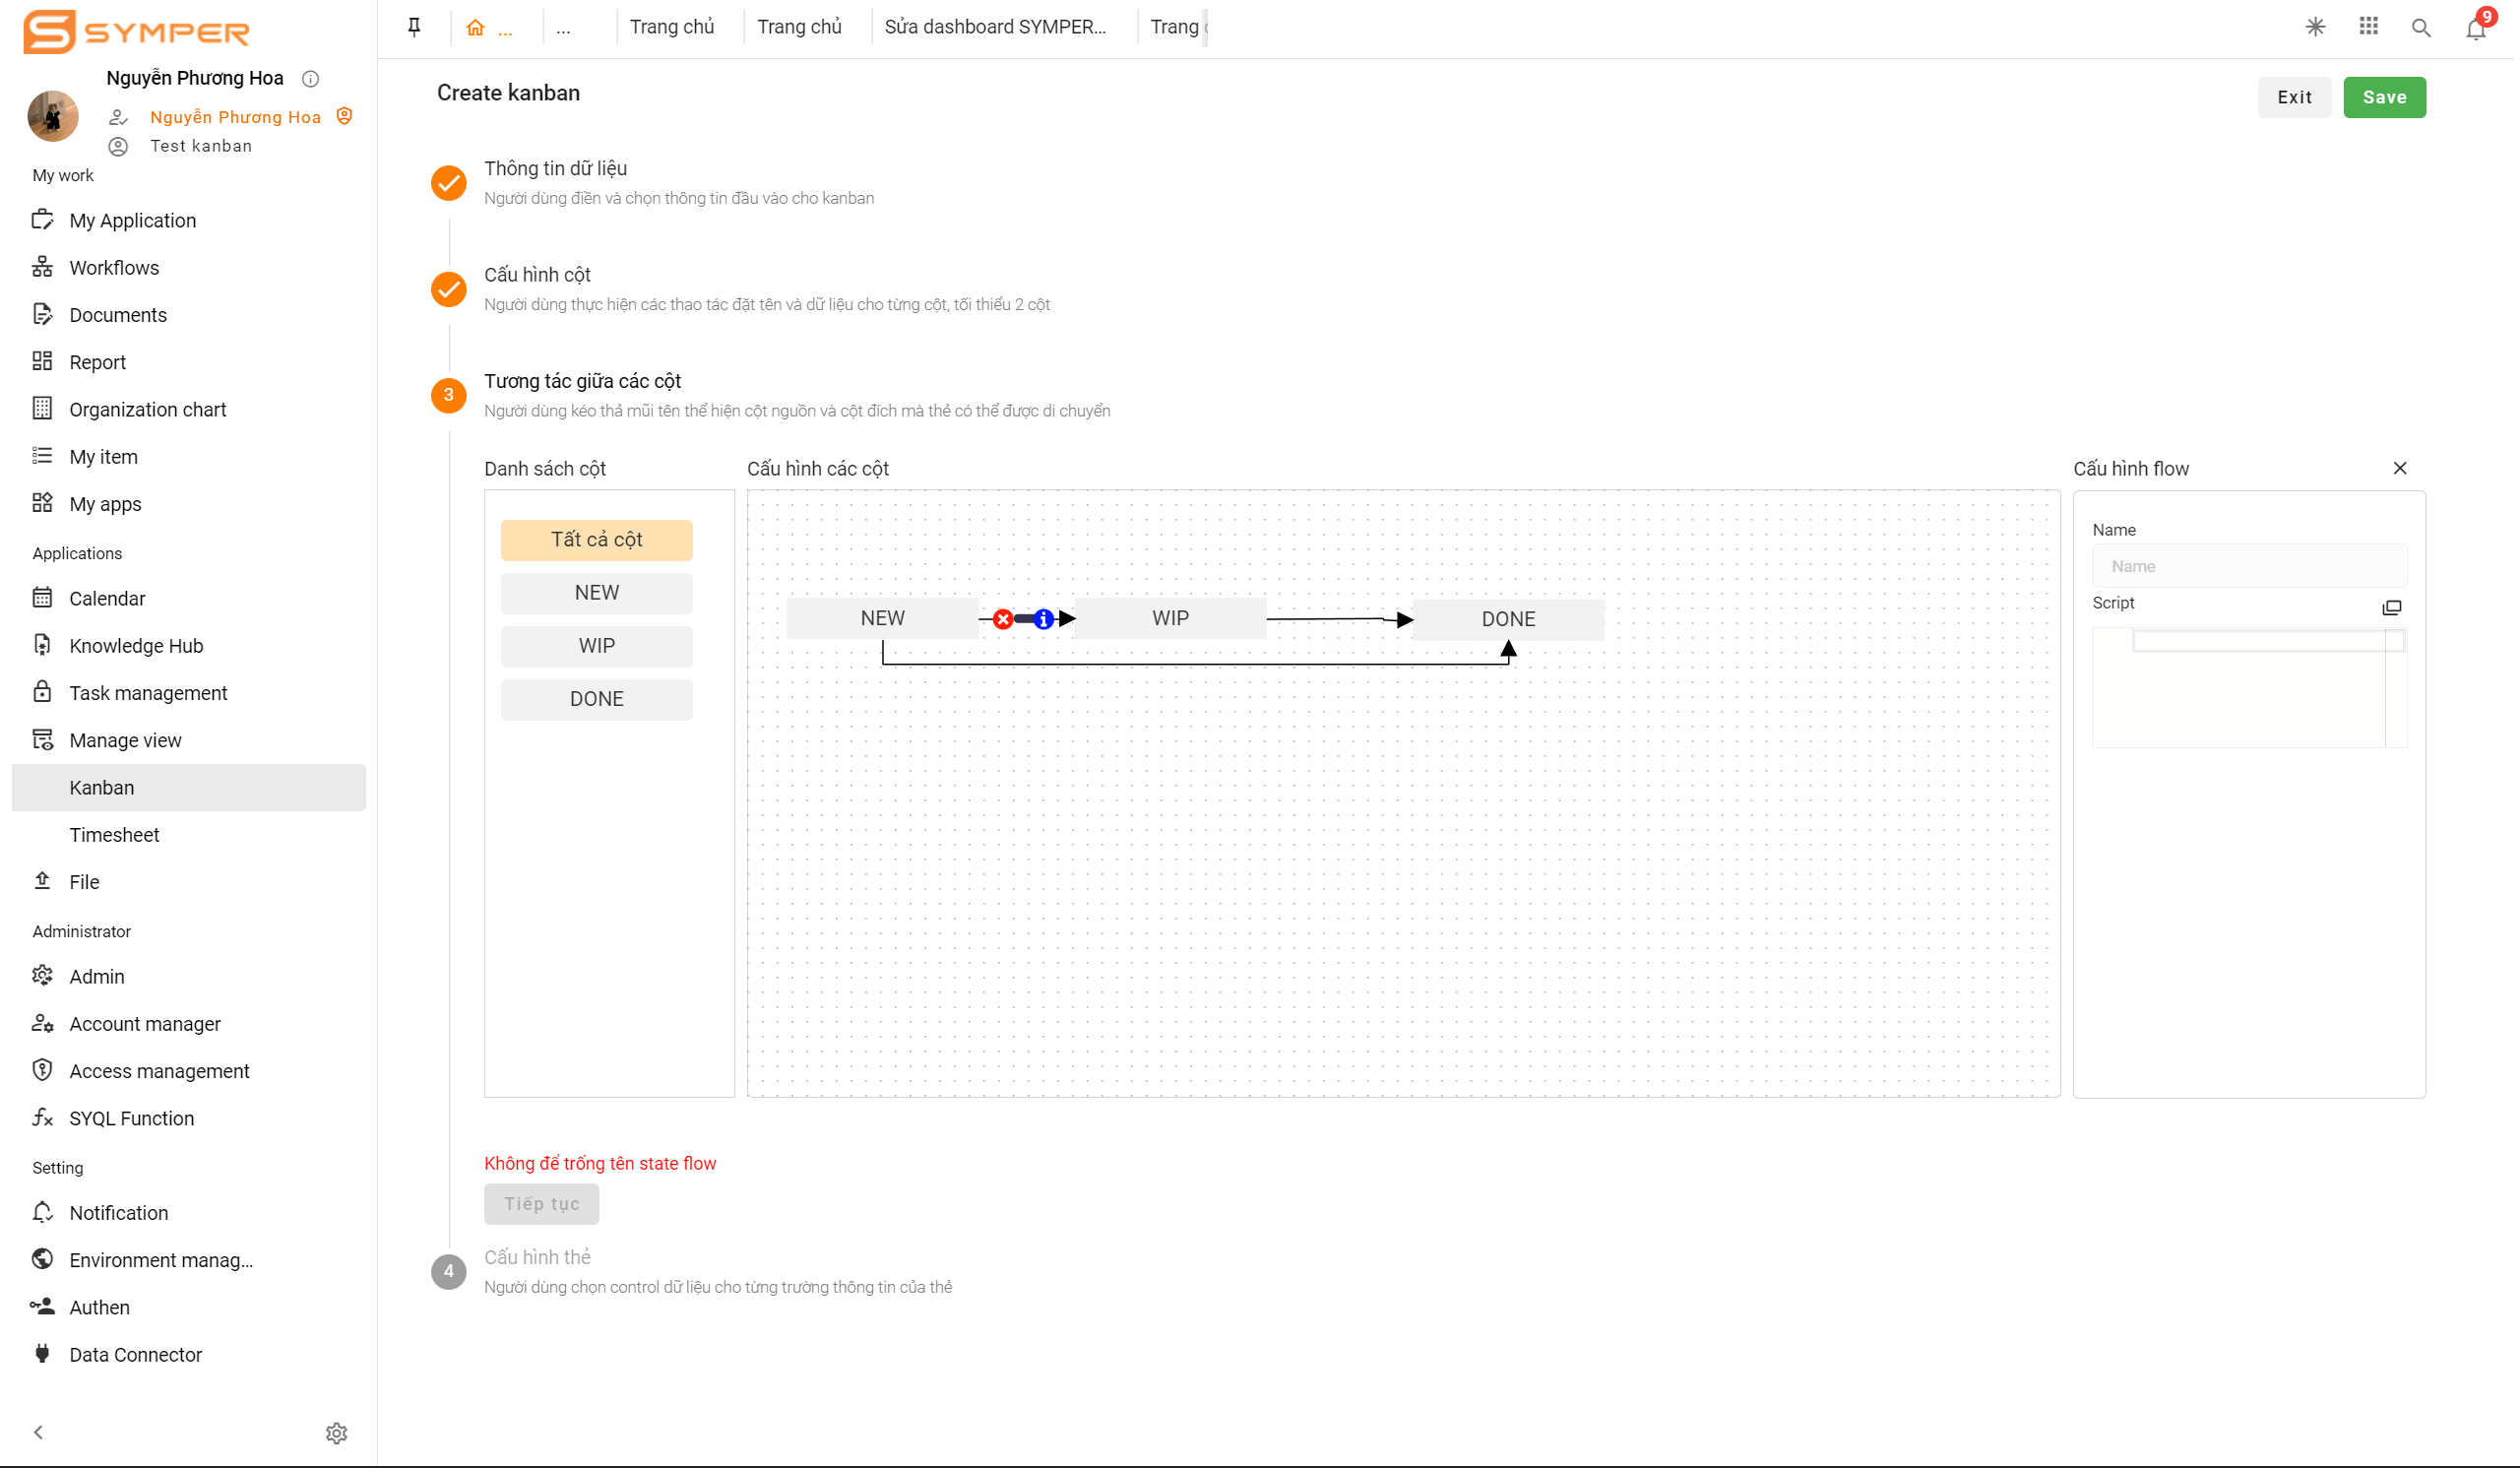 SYMPER
Nguyễn Phương Hoa
Nguyễn Phương Hoa
Test kanban
My work
My Application
Workflows
Documents
Report
Organization chart
My item
My apps
Applications
Calendar
Knowledge Hub
Task management
Manage view
Kanban
Timesheet
File
Administrator
Admin
Account manager
Access management
SYQL Function
Setting
Notification
Environment manag...
Authen
Data Connector
...
...
Trang chủ
Trang chủ
Sửa dashboard SYMPER...
Trang
9
Create kanban
Exit
Save
Thông tin dữ liệu
Người dùng điền và chọn thông tin đầu vào cho kanban
Cấu hình cột
Người dùng thực hiện các thao tác đặt tên và dữ liệu cho từng cột, tối thiểu 2 cột
3
Tương tác giữa các cột
Người dùng kéo thả mũi tên thể hiện cột nguồn và cột đích mà thẻ có thể được di chuyển
Danh sách cột
Tất cả cột
NEW
WIP
DONE
Cấu hình các cột
NEW
WIP
DONE
Cấu hình flow
Name
Name
Script
Không để trống tên state flow
Tiếp tục
4
Cấu hình thẻ
Người dùng chọn control dữ liệu cho từng trường thông tin của thẻ